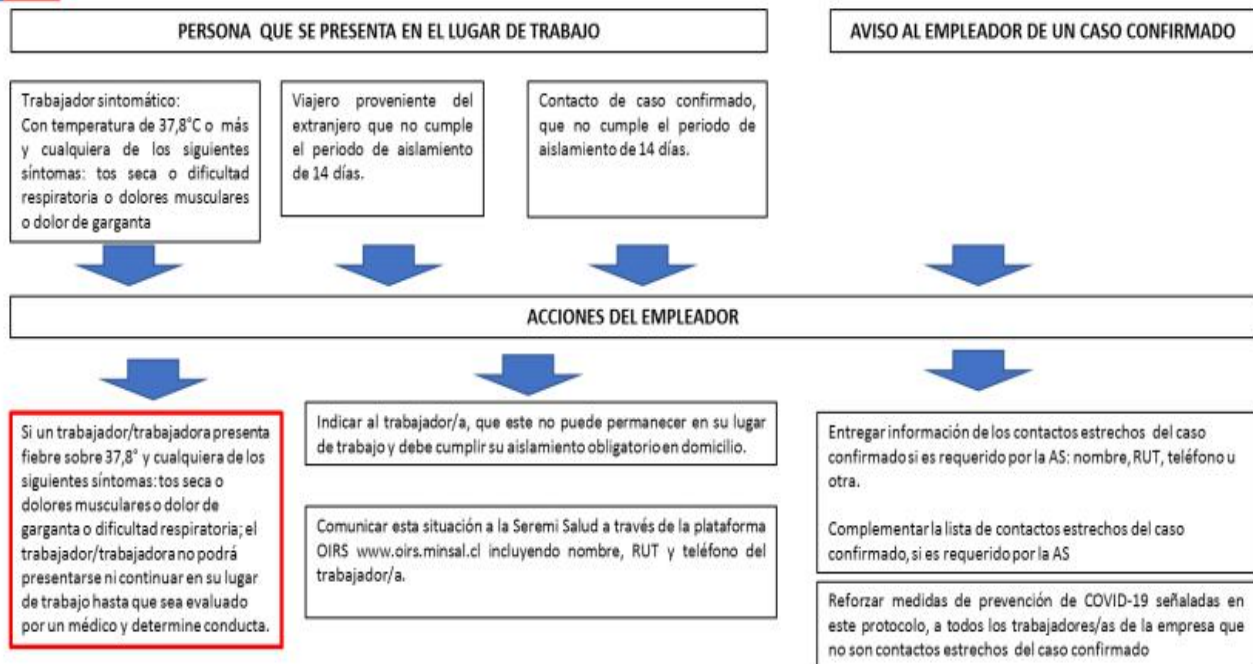 PERSONA QUE SE PRESENTA EN EL LUGAR DE TRABAJO
AVISO AL EMPLEADOR DE UN CASO CONFIRMADO
Trabajador sintomático:
Con temperatura de 37,8°C o más
y cualquiera de los siguientes
síntomas: tos seca o dificultad
respiratoria o dolores musculares
o dolor de garganta
Viajero proveniente del
extranjero que no cumple
el periodo de aislamiento
de 14 días.
Contacto de caso confirmado,
que no cumple el periodo de
aislamiento de 14 días.
ACCIONES DEL EMPLEADOR
Si un trabajador/trabajadora presenta
fiebre sobre 37,8° y cualquiera de los
siguientes síntomas: tos seca o
dolores musculares o dolor de
garganta o dificultad respiratoria; el
trabajador/trabajadora no podrá
presentarse ni continuar en su lugar
de trabajo hasta que sea evaluado
por un médico y determine conducta.
Indicar al trabajador/a, que este no puede permanecer en su lugar
de trabajo y debe cumplir su aislamiento obligatorio en domicilio.
Comunicar esta situación a la Seremi Salud a través de la plataforma
OIRS www.oirs.minsal.cl incluyendo nombre, RUT y teléfono del
trabajador/a.
Entregar información de los contactos estrechos del caso
confirmado si es requerido por la AS: nombre, RUT, teléfono u
otra.
Complementar la lista de contactos estrechos del caso
confirmado, si es requerido por la AS
Reforzar medidas de prevención de COVID-19 señaladas en
este protocolo, a todos los trabajadores/as de la empresa que
no son contactos estrechos del caso confirmado